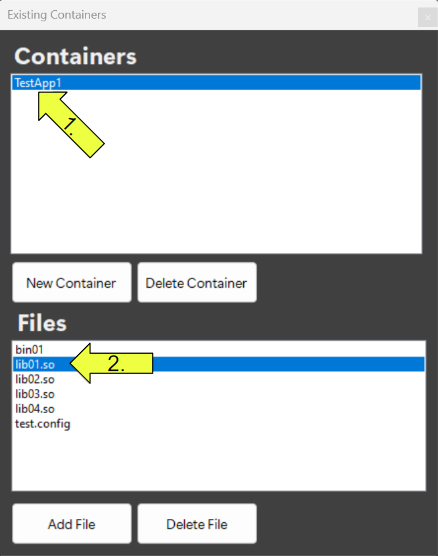 Existing Containers
Containers
TestApp1
1.
New Container
Delete Container
Files
bin01
lib01.so
2.
lib02.so
lib03.so
lib04.so
test.config
Add File
Delete File